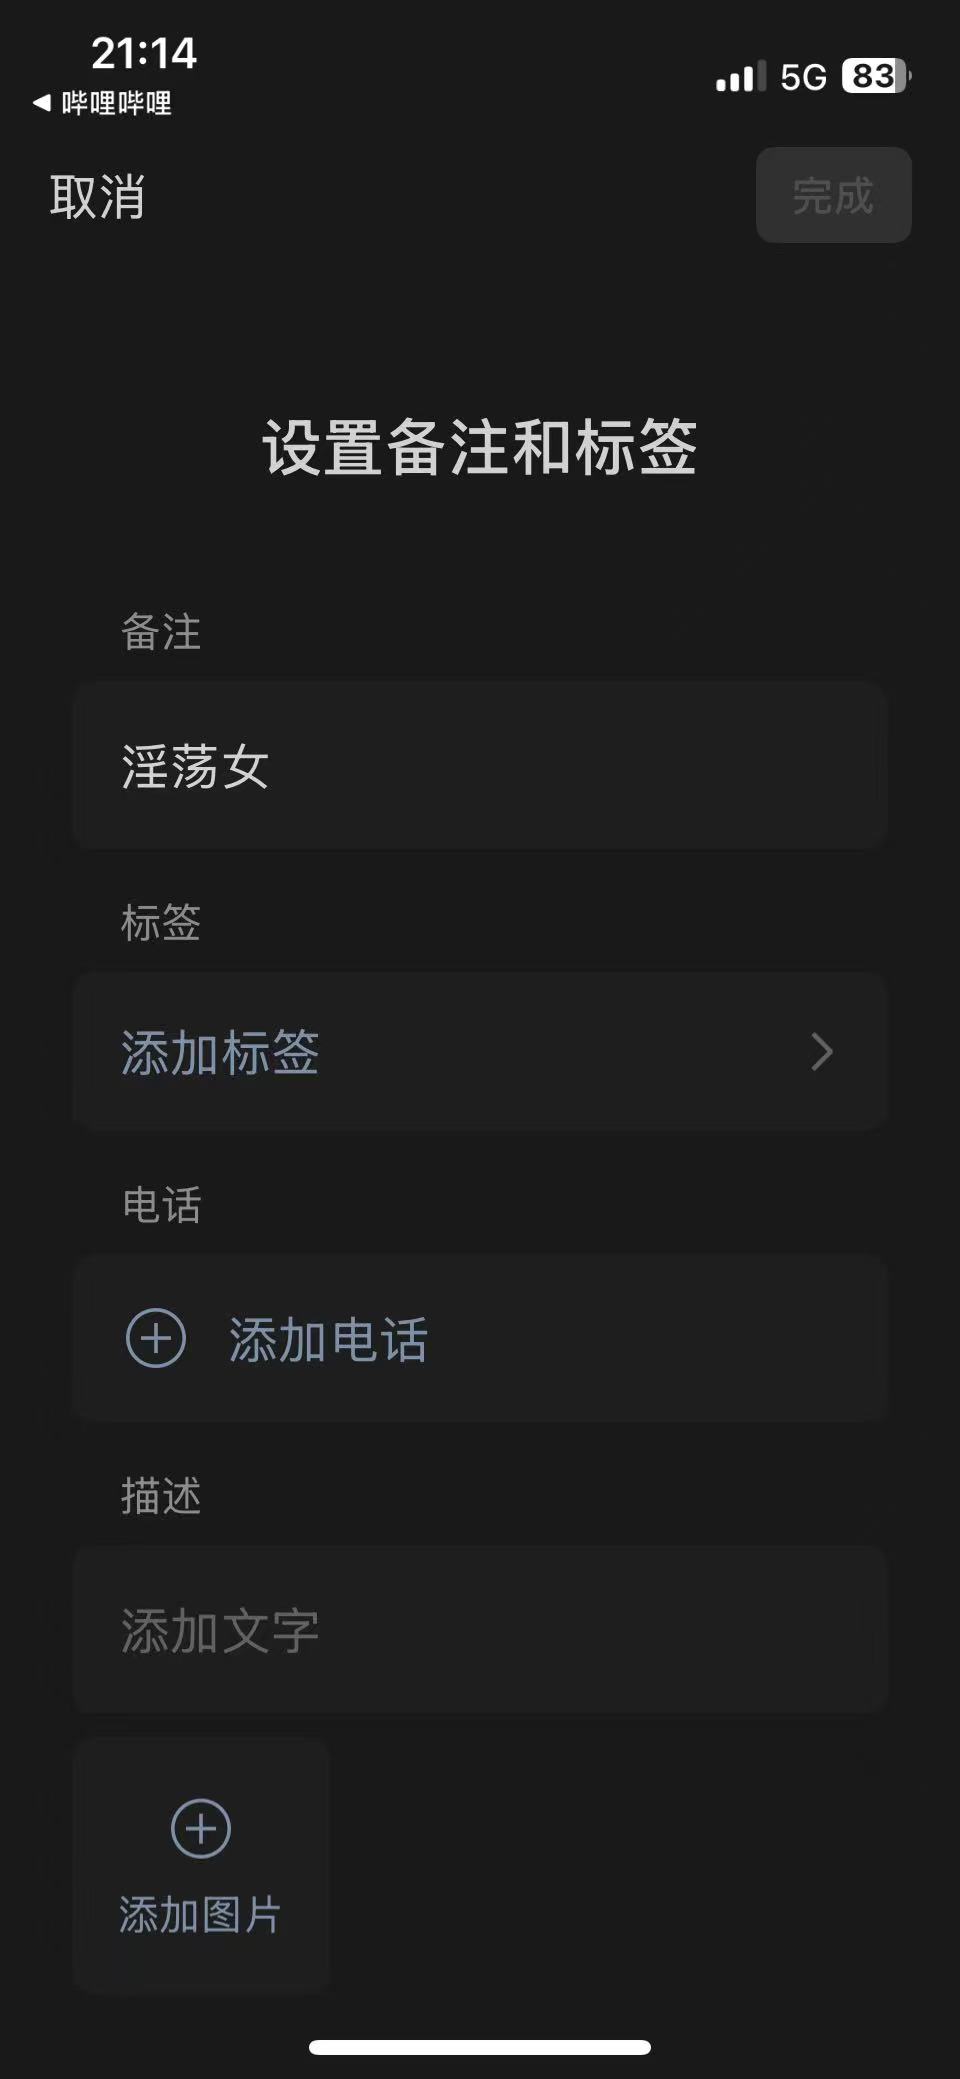 21:14
5G 83
◀ 哔哩哔哩
取消
完成
设置备注和标签
备注
淫荡女
标签
添加标签
电话
添加电话
描述
添加文字
添加图片